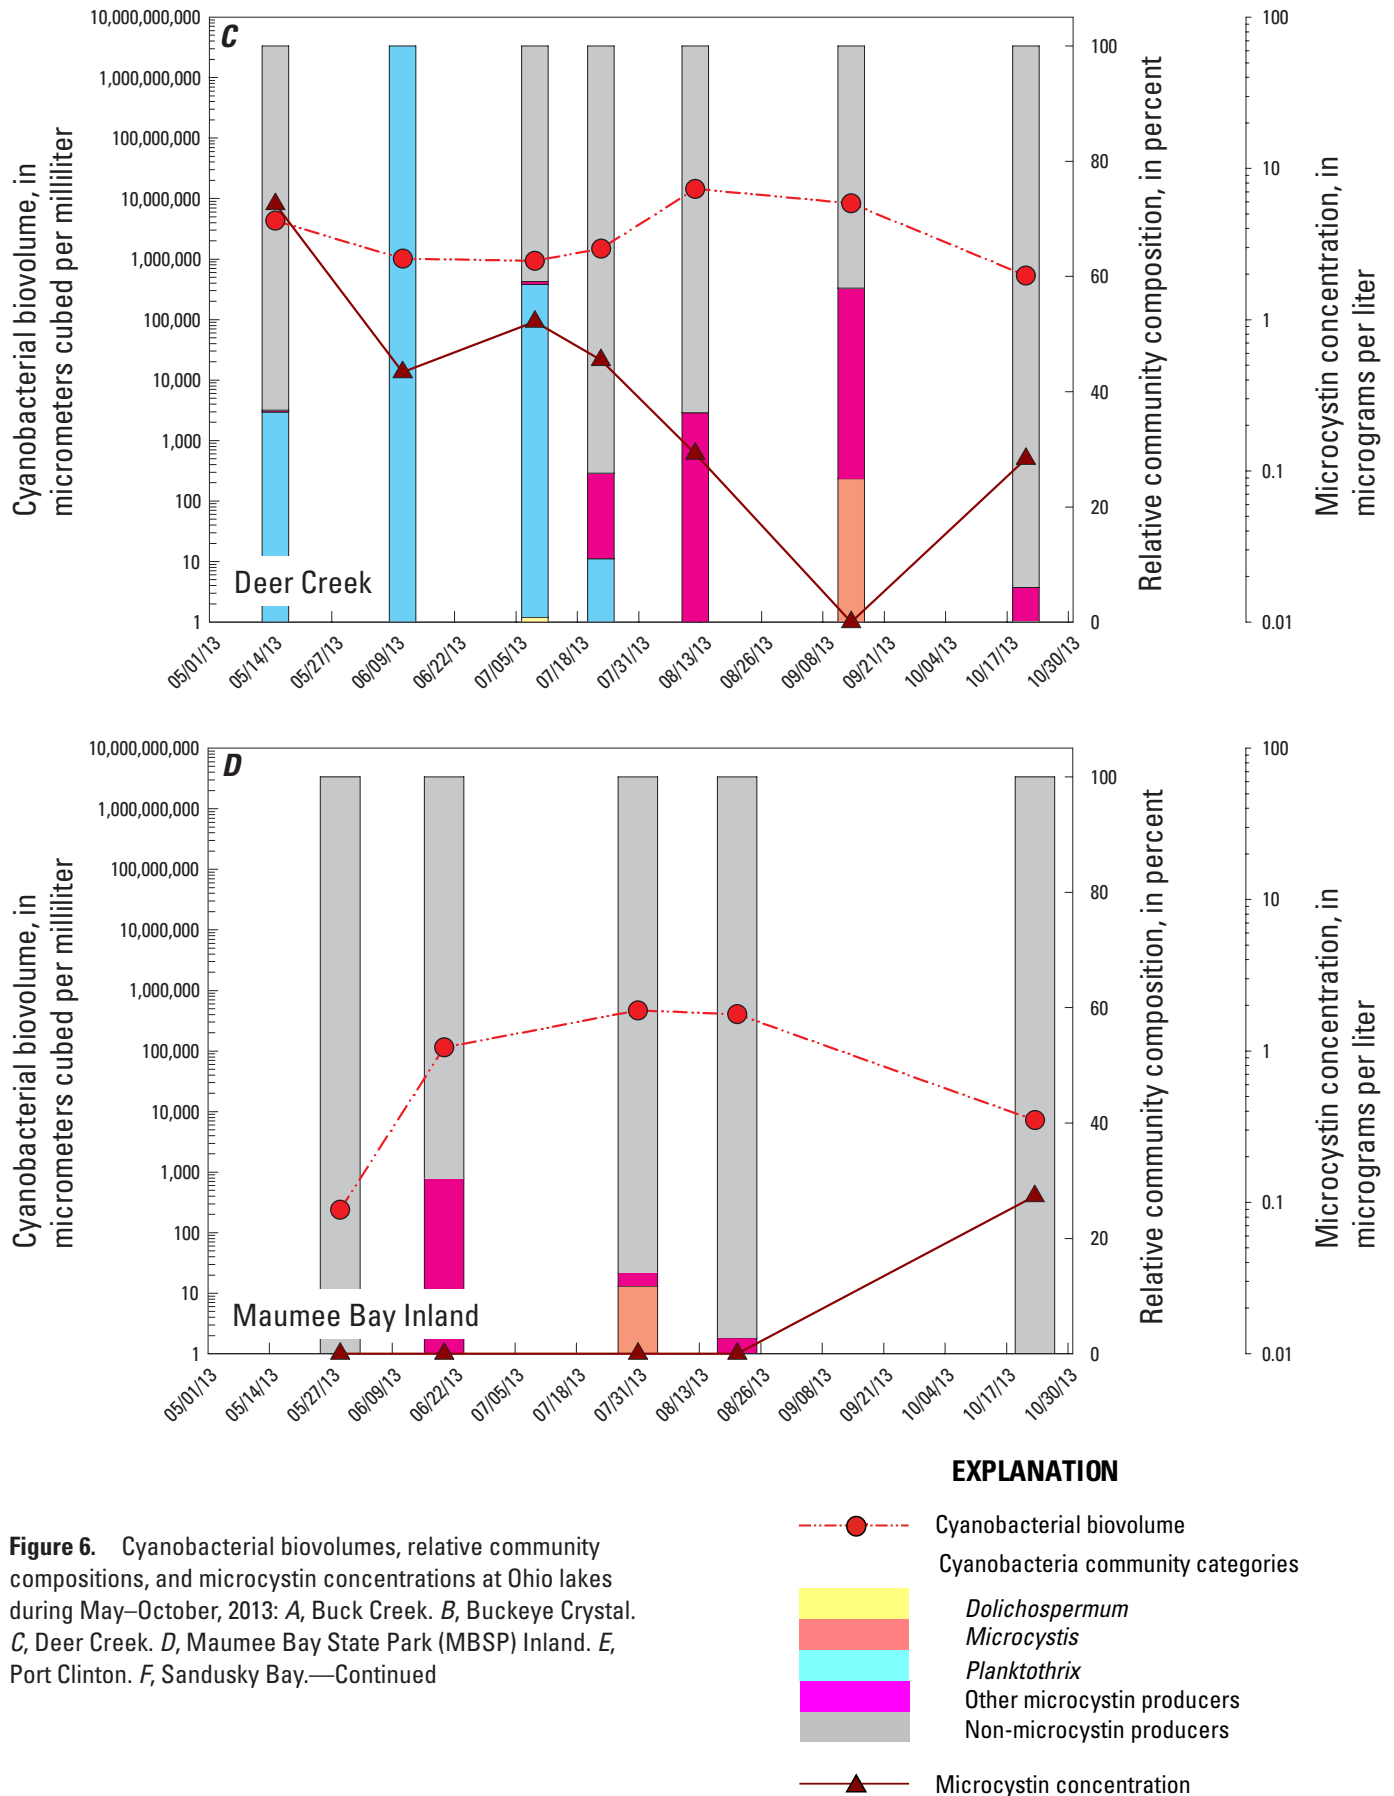 C
10,000,000,000
1,000,000,000
100,000,000
10,000,000
1,000,000
100,000
10,000
1,000
100
10
1
Cyanobacterial biovolume, in
micrometers cubed per milliliter
100
80
60
40
20
0
Relative community composition, in percent
100
10
1
0.1
0.01
Microcystin concentration, in
micrograms per liter
Deer Creek
05/01/13 05/14/13 05/27/13 06/09/13 06/22/13 07/05/13 07/18/13 07/31/13 08/13/13 08/26/13 09/08/13 09/21/13 10/04/13 10/17/13 10/30/13
D
10,000,000,000
1,000,000,000
100,000,000
10,000,000
1,000,000
100,000
10,000
1,000
100
10
1
Cyanobacterial biovolume, in
micrometers cubed per milliliter
100
80
60
40
20
0
Relative community composition, in percent
100
10
1
0.1
0.01
Microcystin concentration, in
micrograms per liter
Maumee Bay Inland
05/01/13 05/14/13 05/27/13 06/09/13 06/22/13 07/05/13 07/18/13 07/31/13 08/13/13 08/26/13 09/08/13 09/21/13 10/04/13 10/17/13 10/30/13
EXPLANATION
Cyanobacterial biovolume
Cyanobacteria community categories
Dolichospermum
Microcystis
Planktothrix
Other microcystin producers
Non-microcystin producers
Microcystin concentration
Figure 6. Cyanobacterial biovolumes, relative community
compositions, and microcystin concentrations at Ohio lakes
during May–October, 2013: A, Buck Creek. B, Buckeye Crystal.
C, Deer Creek. D, Maumee Bay State Park (MBSP) Inland. E,
Port Clinton. F, Sandusky Bay.—Continued